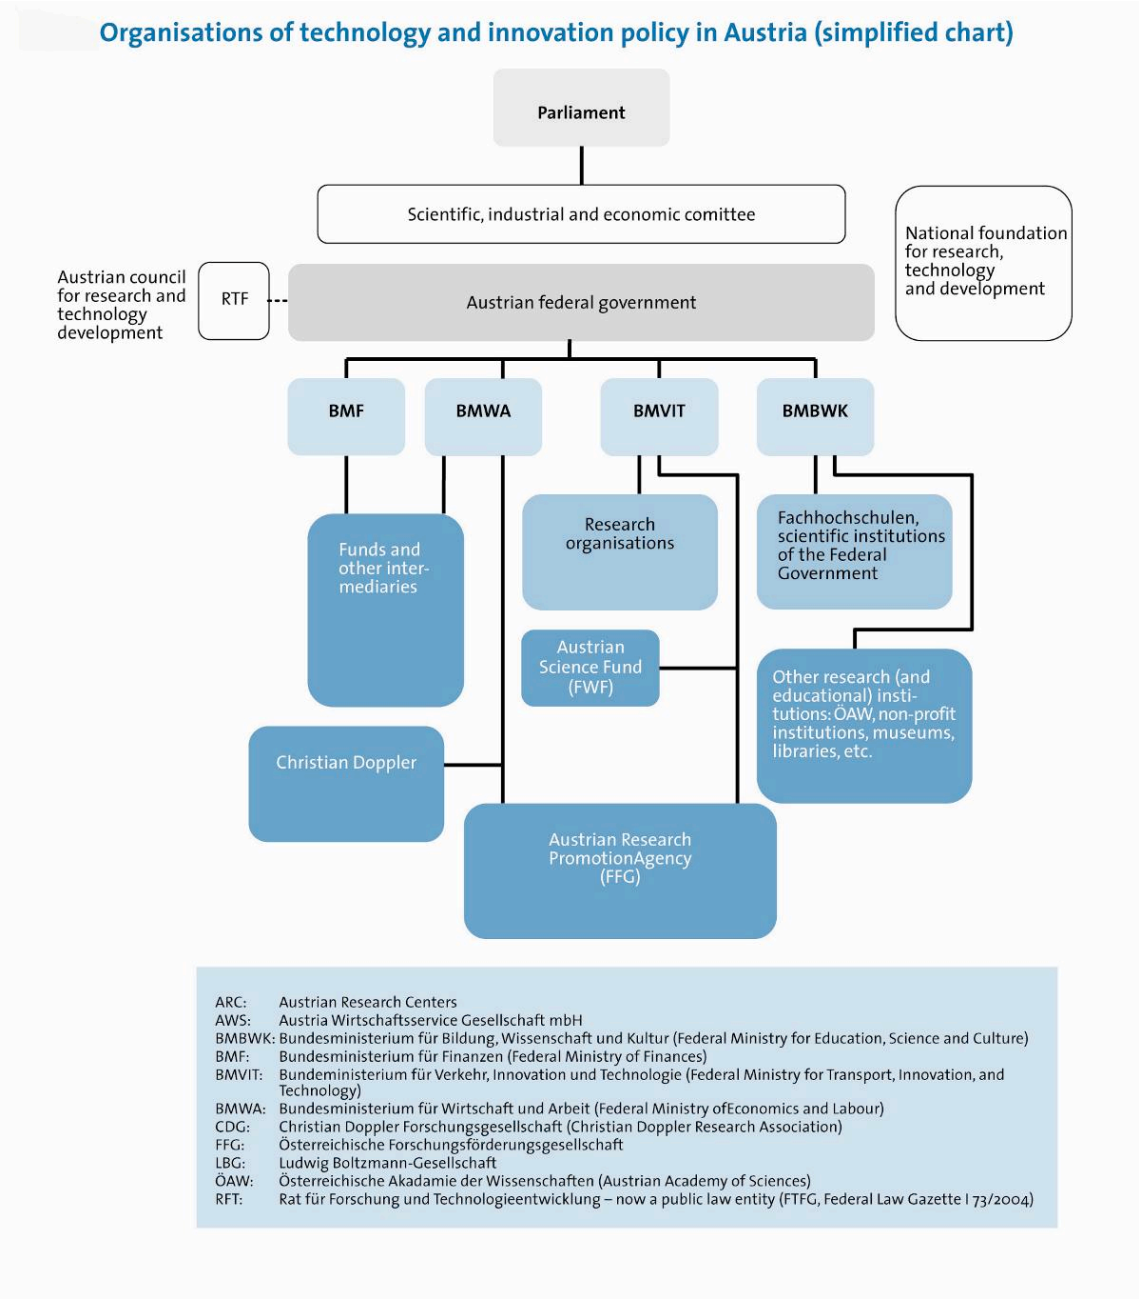 Organisations of technology and innovation policy in Austria (simplified chart)
Parliament
Scientific, industrial and economic comittee
National foundation
for research,
technology
and development
Austrian council
for research and
technology
development
RTF
Austrian federal government
BMF
BMWA
BMVIT
BMBWK
Funds and
other inter-
mediaries
Research
organisations
Fachhochschulen,
scientific institutions
of the Federal
Government
Austrian
Science Fund
(FWF)
Other research (and
educational) insti-
tutions: ÖAW, non-profit
institutions, museums,
libraries, etc.
Christian Doppler
Austrian Research
PromotionAgency
(FFG)
ARC: Austrian Research Centers
AWS: Austria Wirtschaftsservice Gesellschaft mbH
BMBWK: Bundesministerium für Bildung, Wissenschaft und Kultur (Federal Ministry for Education, Science and Culture)
BMF: Bundesministerium für Finanzen (Federal Ministry of Finances)
BMVIT: Bundeministerium für Verkehr, Innovation und Technologie (Federal Ministry for Transport, Innovation, and
Technology)
BMWA: Bundesministerium für Wirtschaft und Arbeit (Federal Ministry ofEconomics and Labour)
CDG: Christian Doppler Forschungsgesellschaft (Christian Doppler Research Association)
FFG: Österreichische Forschungsförderungsgesellschaft
LBG: Ludwig Boltzmann-Gesellschaft
ÖAW: Österreichische Akadamie der Wissenschaften (Austrian Academy of Sciences)
RFT: Rat für Forschung und Technologieentwicklung – now a public law entity (FTFG, Federal Law Gazette I 73/2004)